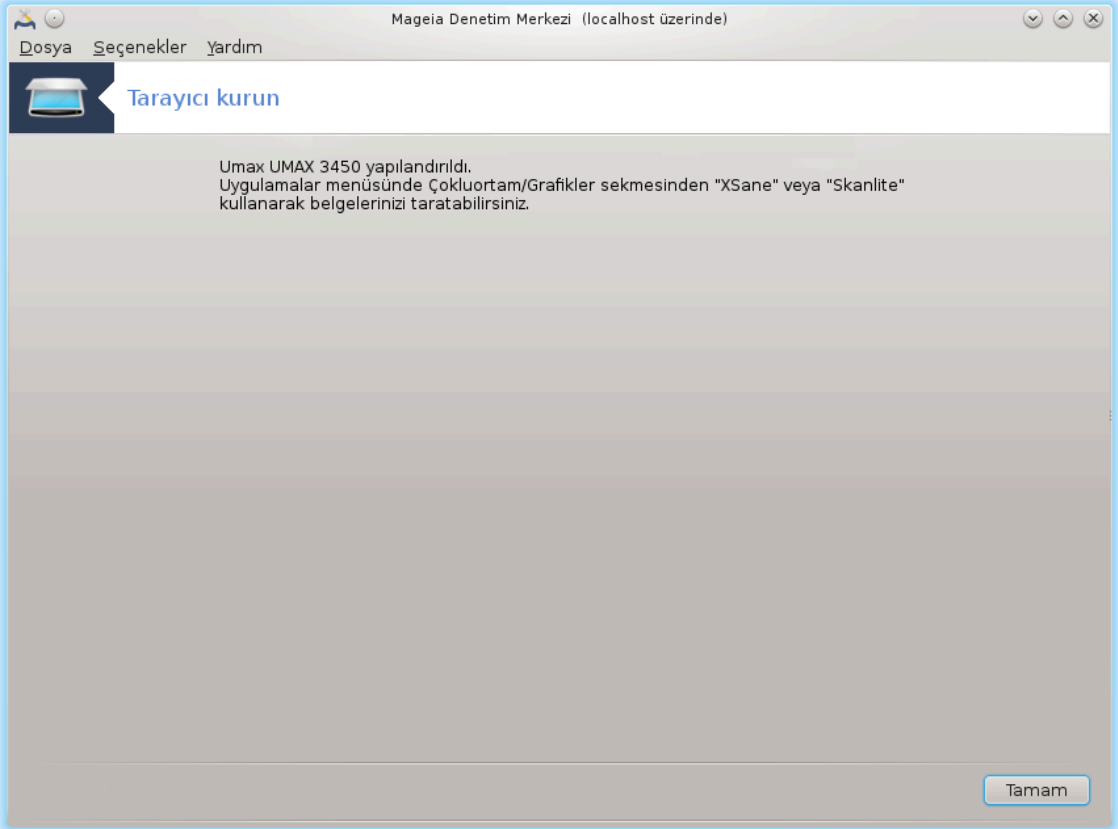 Mageia Denetim Merkezi (localhost üzerinde)
Dosya Seçenekler Yardım
Tarayıcı kurun
Umax UMAX 3450 yapılandırıldı.
Uygulamalar menüsünde Çokluortam/Grafikler sekmesinden "XSane" veya "Skanlite"
kullanarak belgelerinizi taratabilirsiniz.
Tamam